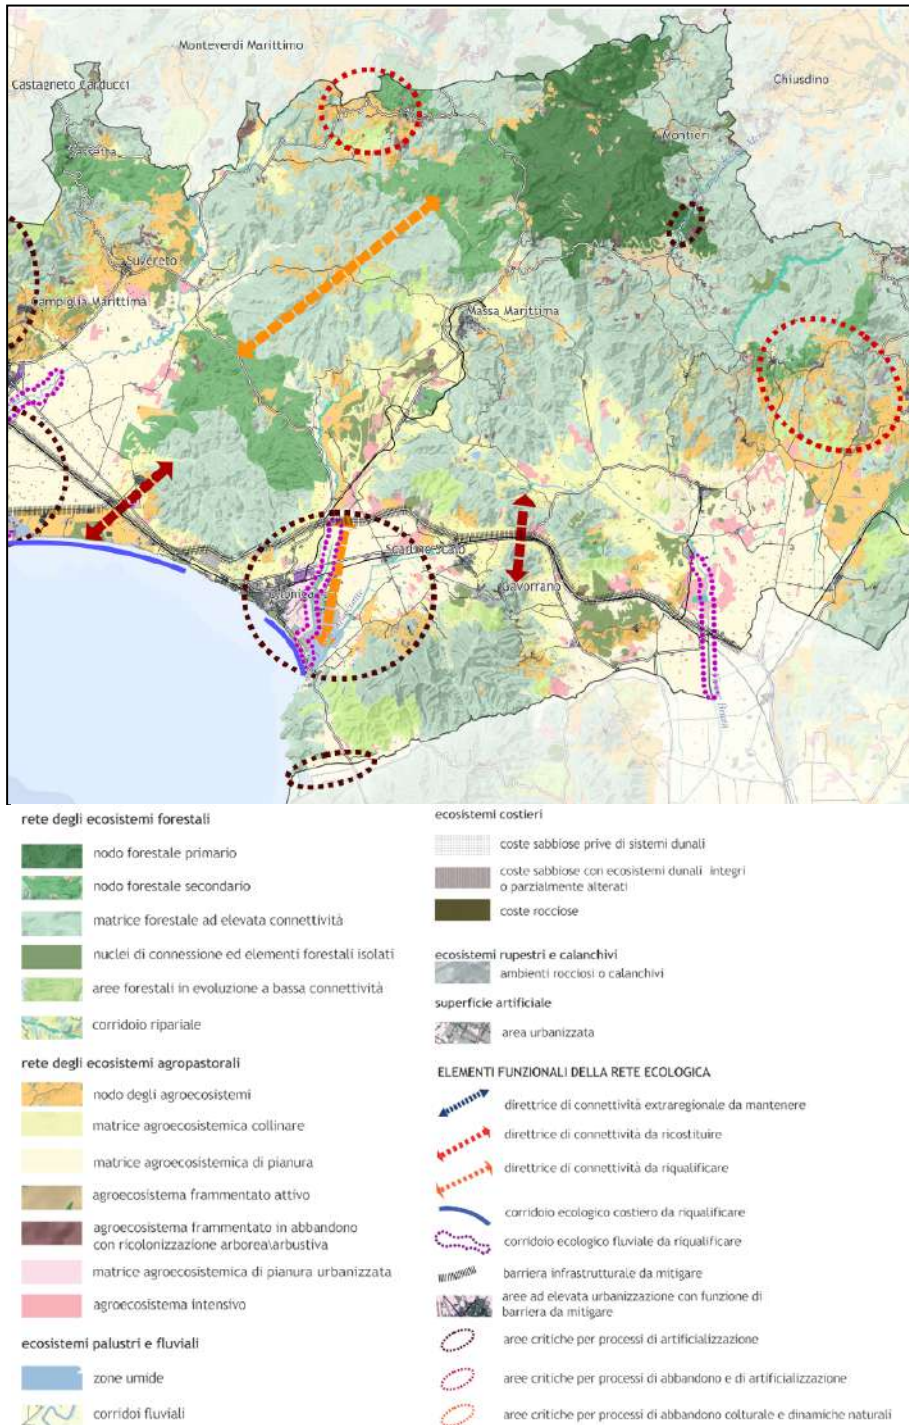 Monteverdi Marittimo
Castagneto Carducci
Chiusdino
Montieri
Sassetta
Suvereto
Campiglia Marittima
Massa Marittima
Scarlino Scalo
Follonica
Gavorrano
rete degli ecosistemi forestali
nodo forestale primario
nodo forestale secondario
matrice forestale ad elevata connettività
nuclei di connessione ed elementi forestali isolati
aree forestali in evoluzione a bassa connettività
corridoio ripariale
rete degli ecosistemi agropastorali
nodo degli agroecosistemi
matrice agroecosistemica collinare
matrice agroecosistemica di pianura
agroecosistema frammentato attivo
agroecosistema frammentato in abbandono
con ricolonizzazione arborea\arbustiva
matrice agroecosistemica di pianura urbanizzata
agroecosistema intensivo
ecosistemi palustri e fluviali
zone umide
corridoi fluviali
ecosistemi costieri
coste sabbiose prive di sistemi dunali
coste sabbiose con ecosistemi dunali integri
o parzialmente alterati
coste rocciose
ecosistemi rupestri e calanchivi
ambienti rocciosi o calanchivi
superficie artificiale
area urbanizzata
ELEMENTI FUNZIONALI DELLA RETE ECOLOGICA
direttrice di connettività extraregionale da mantenere
direttrice di connettività da ricostituire
direttrice di connettività da riqualificare
corridoio ecologico costiero da riqualificare
corridoio ecologico fluviale da riqualificare
barriera infrastrutturale da mitigare
aree ad elevata urbanizzazione con funzione di
barriera da mitigare
aree critiche per processi di artificializzazione
aree critiche per processi di abbandono e di artificializzazione
aree critiche per processi di abbandono colturale e dinamiche naturali